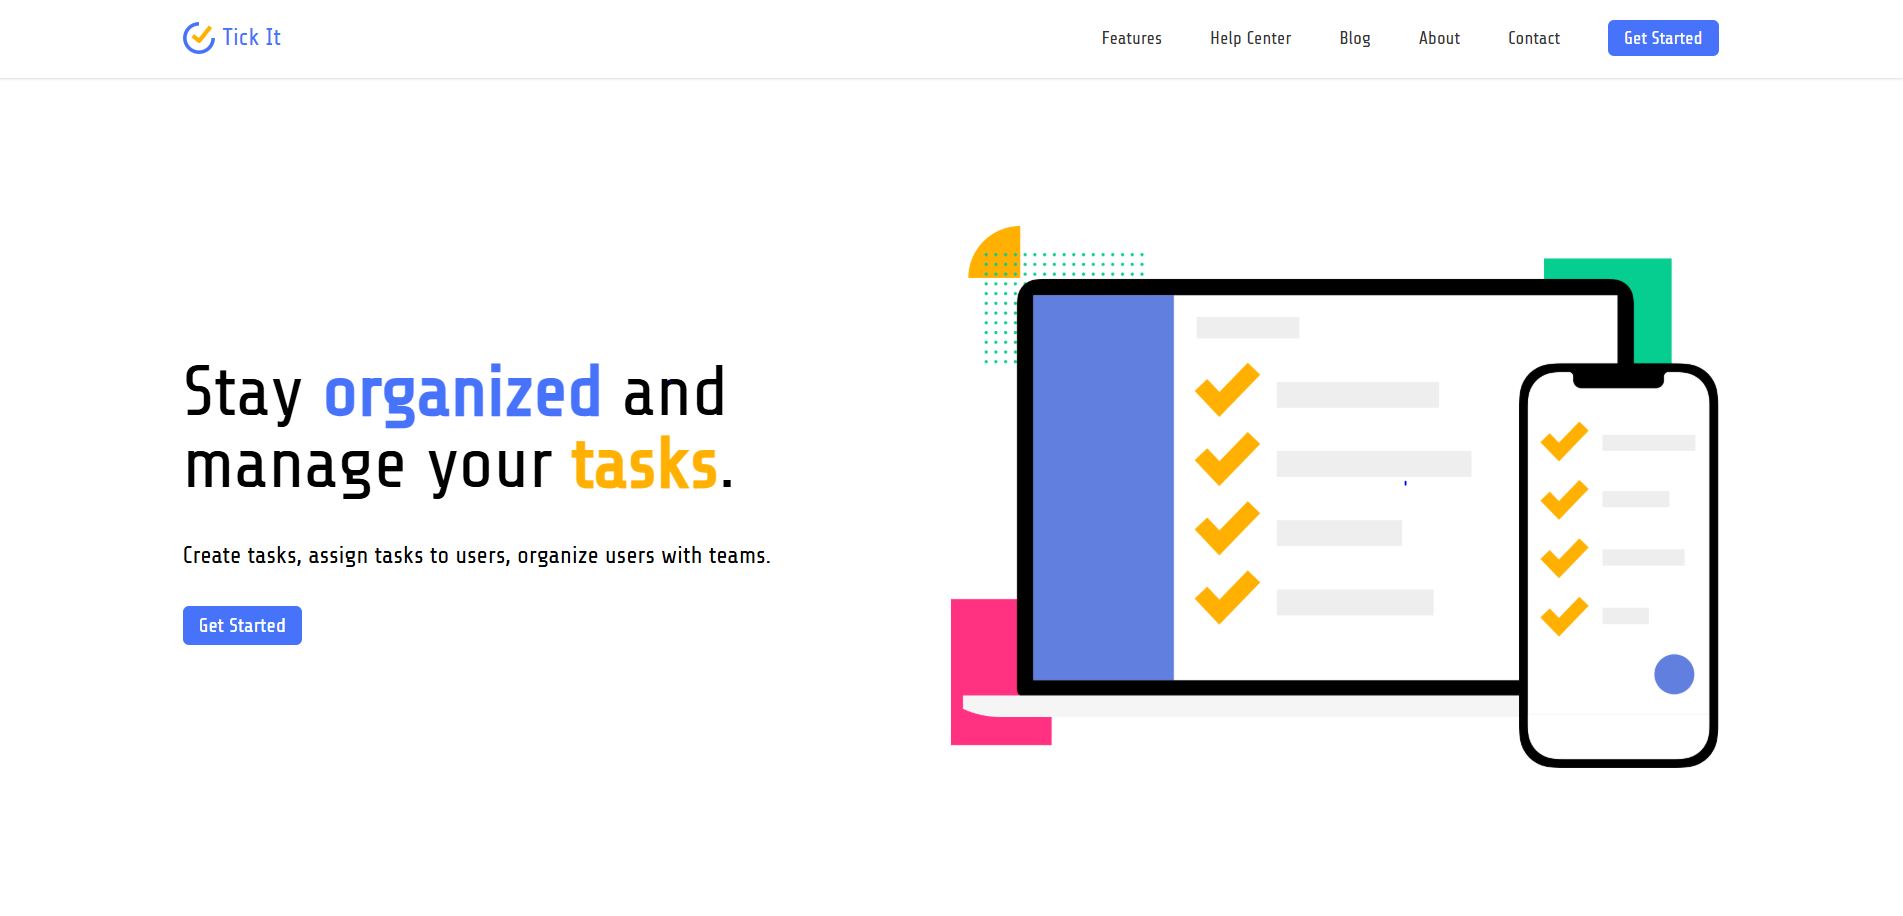 Tick It
Features
Help Center
Blog
About
Contact
Get Started
Stay organized and
manage your tasks.
Create tasks, assign tasks to users, organize users with teams.
Get Started